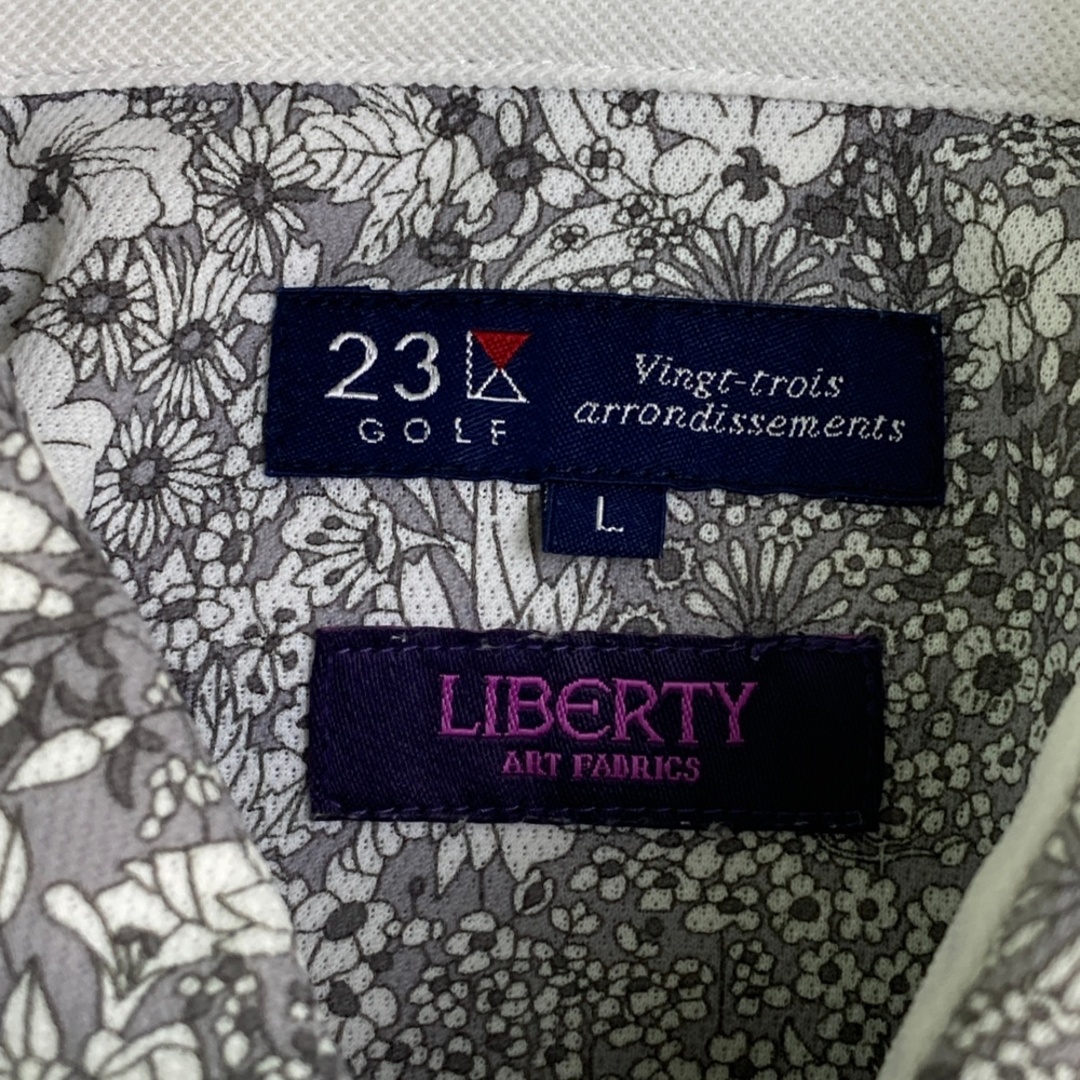 23
GOLF
Vingt-trois
arrondissements
L
LIBERTY
ART FABRICS